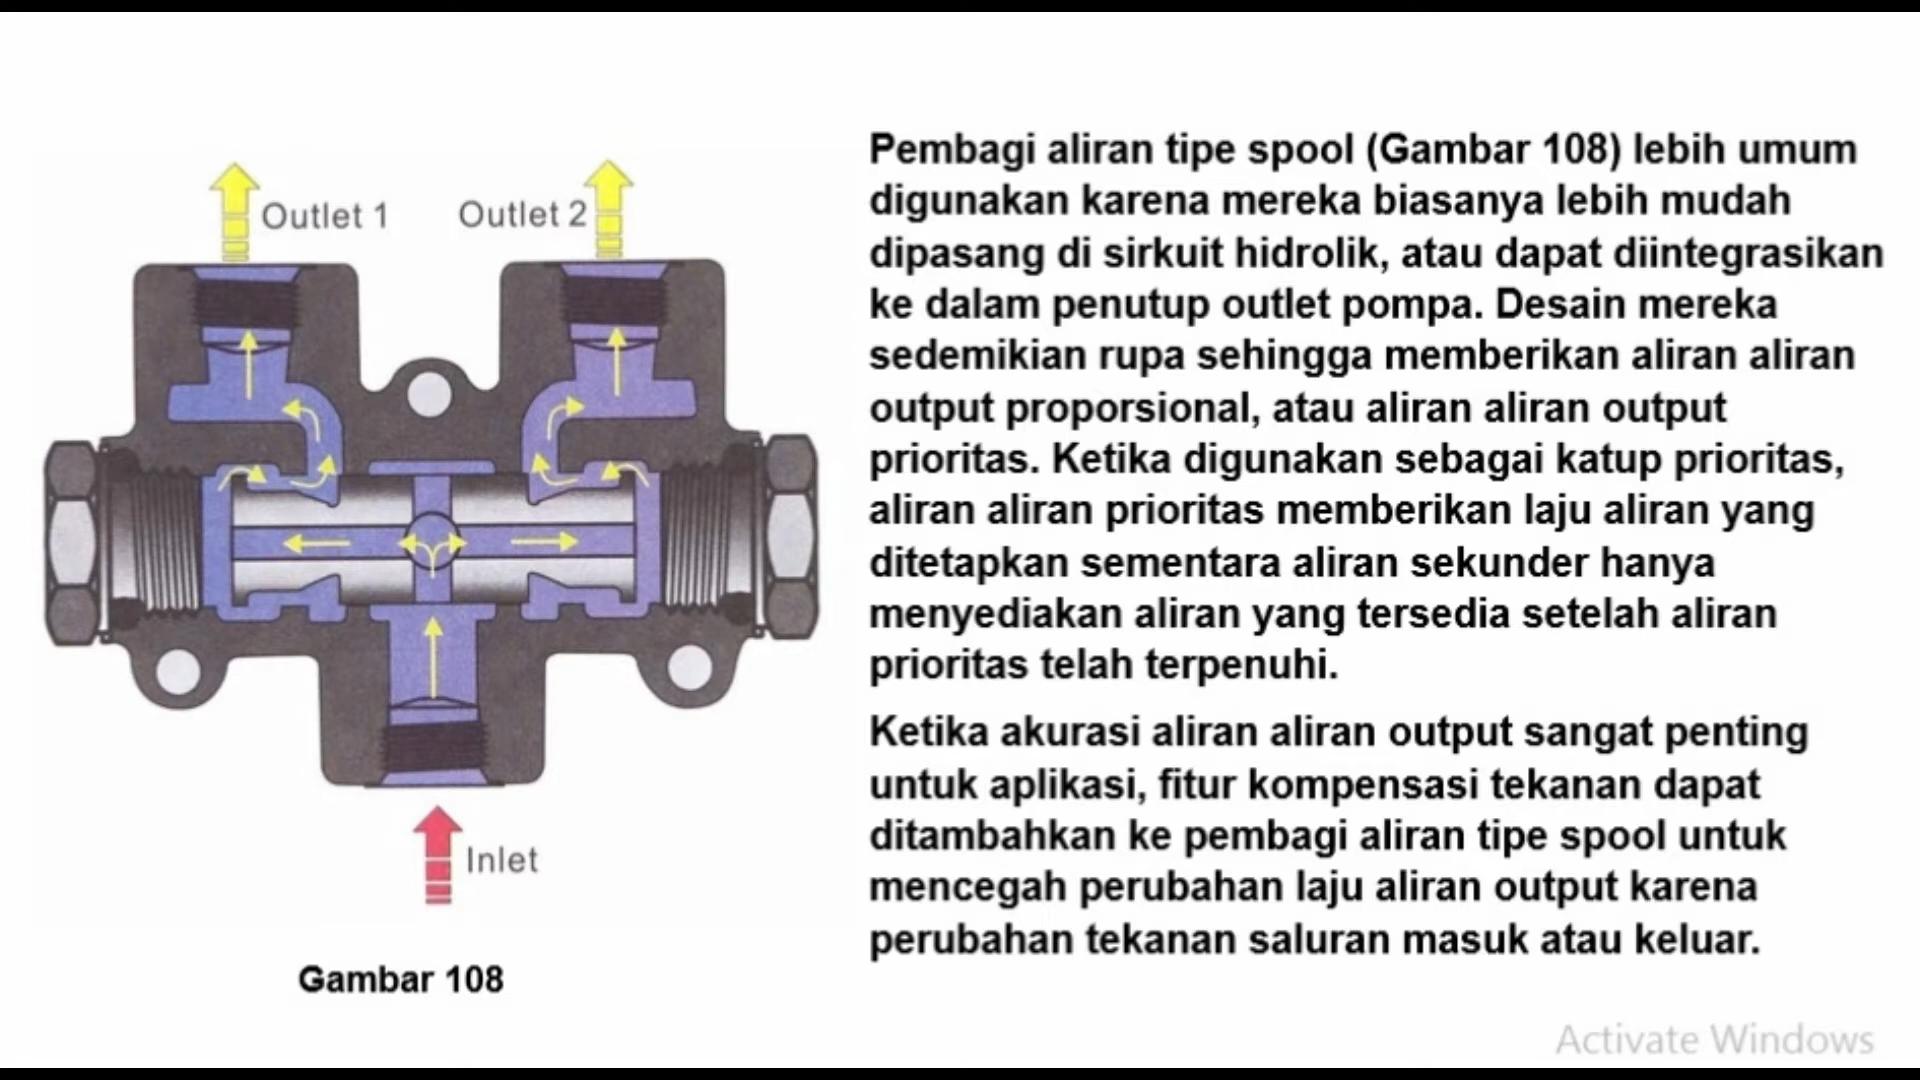 Outlet 1
Outlet 2
Inlet
Gambar 108
Pembagi aliran tipe spool (Gambar 108) lebih umum
digunakan karena mereka biasanya lebih mudah
dipasang di sirkuit hidrolik, atau dapat diintegrasikan
ke dalam penutup outlet pompa. Desain mereka
sedemikian rupa sehingga memberikan aliran aliran
output proporsional, atau aliran aliran output
prioritas. Ketika digunakan sebagai katup prioritas,
aliran aliran prioritas memberikan laju aliran yang
ditetapkan sementara aliran sekunder hanya
menyediakan aliran yang tersedia setelah aliran
prioritas telah terpenuhi.
Ketika akurasi aliran aliran output sangat penting
untuk aplikasi, fitur kompensasi tekanan dapat
ditambahkan ke pembagi aliran tipe spool untuk
mencegah perubahan laju aliran output karena
perubahan tekanan saluran masuk atau keluar.
Activate Windows